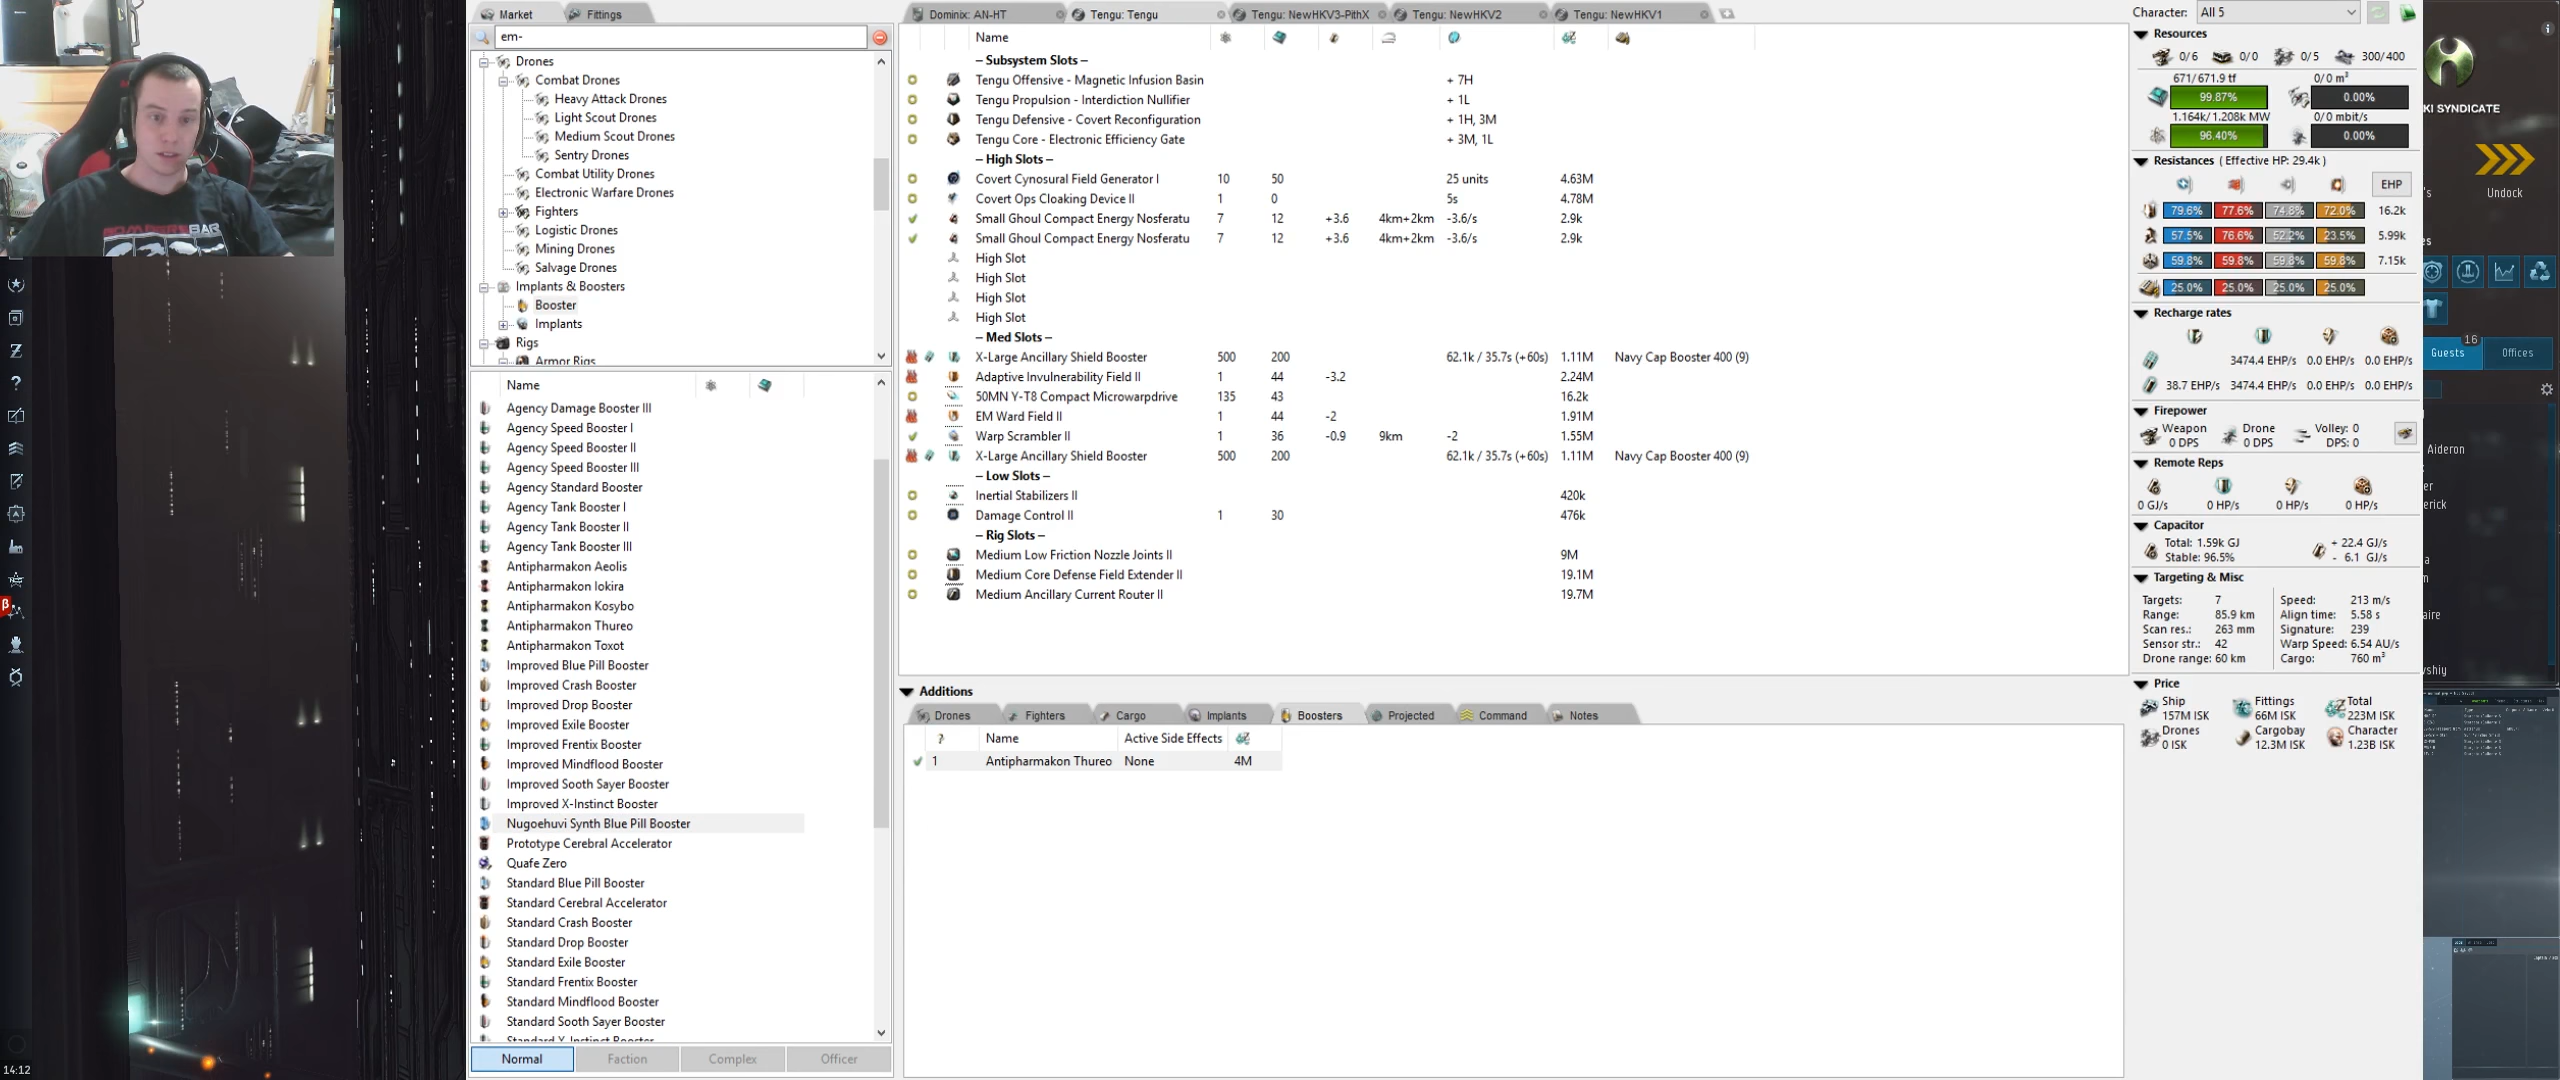 Market
Fittings
em-
Drones
Combat Drones
Heavy Attack Drones
Light Scout Drones
Medium Scout Drones
Sentry Drones
Combat Utility Drones
Electronic Warfare Drones
Fighters
Logistic Drones
Mining Drones
Salvage Drones
Implants & Boosters
Booster
Implants
Rigs
Armor Rigs
Name
Agency Damage Booster III
Agency Speed Booster I
Agency Speed Booster II
Agency Speed Booster III
Agency Standard Booster
Agency Tank Booster I
Agency Tank Booster II
Agency Tank Booster III
Antipharmakon Aeolis
Antipharmakon Iokira
Antipharmakon Kosybo
Antipharmakon Thureo
Antipharmakon Toxot
Improved Blue Pill Booster
Improved Crash Booster
Improved Drop Booster
Improved Exile Booster
Improved Frentix Booster
Improved Mindflood Booster
Improved Sooth Sayer Booster
Improved X-Instinct Booster
Nugoehuvi Synth Blue Pill Booster
Prototype Cerebral Accelerator
Quafe Zero
Standard Blue Pill Booster
Standard Cerebral Accelerator
Standard Crash Booster
Standard Drop Booster
Standard Exile Booster
Standard Frentix Booster
Standard Mindflood Booster
Standard Sooth Sayer Booster
Standard X-Instinct Booster
Normal Faction Complex Officer
14:12
β
Dominix: AN-HT
Tengu: Tengu
Tengu: NewHKV3-PithX
Tengu: NewHKV2
Tengu: NewHKV1
Name
– Subsystem Slots –
Tengu Offensive - Magnetic Infusion Basin + 7H
Tengu Propulsion - Interdiction Nullifier + 1L
Tengu Defensive - Covert Reconfiguration + 1H, 3M
Tengu Core - Electronic Efficiency Gate + 3M, 1L
– High Slots –
Covert Cynosural Field Generator I 10 50 25 units 4.63M
Covert Ops Cloaking Device II 1 0 5s 4.78M
Small Ghoul Compact Energy Nosferatu 7 12 +3.6 4km+2km -3.6/s 2.9k
Small Ghoul Compact Energy Nosferatu 7 12 +3.6 4km+2km -3.6/s 2.9k
High Slot
High Slot
High Slot
High Slot
– Med Slots –
X-Large Ancillary Shield Booster 500 200 62.1k / 35.7s (+60s) 1.11M Navy Cap Booster 400 (9)
Adaptive Invulnerability Field II 1 44 -3.2 2.24M
50MN Y-T8 Compact Microwarpdrive 135 43 16.2k
EM Ward Field II 1 44 -2 1.91M
Warp Scrambler II 1 36 -0.9 9km -2 1.55M
X-Large Ancillary Shield Booster 500 200 62.1k / 35.7s (+60s) 1.11M Navy Cap Booster 400 (9)
– Low Slots –
Inertial Stabilizers II 420k
Damage Control II 1 30 476k
– Rig Slots –
Medium Low Friction Nozzle Joints II 9M
Medium Core Defense Field Extender II 19.1M
Medium Ancillary Current Router II 19.7M
Additions
Drones Fighters Cargo Implants Boosters Projected Command Notes
Name Active Side Effects
1 Antipharmakon Thureo None 4M
Character: All 5
Resources
0/6 0/0 0/5 300/400
671/671.9 tf 0/0 m³
99.87% 0.00%
1.164k/1.208k MW 0/0 mbit/s
96.40% 0.00%
Resistances (Effective HP: 29.4k)
EHP
79.6% 77.6% 74.8% 72.0% 16.2k
57.5% 76.6% 52.2% 23.5% 5.99k
59.8% 59.8% 59.8% 59.8% 7.15k
25.0% 25.0% 25.0% 25.0%
Recharge rates
3474.4 EHP/s 0.0 EHP/s 0.0 EHP/s
38.7 EHP/s 3474.4 EHP/s 0.0 EHP/s 0.0 EHP/s
Firepower
Weapon Drone Volley: 0
0 DPS 0 DPS DPS: 0
Remote Reps
0 GJ/s 0 HP/s 0 HP/s 0 HP/s
Capacitor
Total: 1.59k GJ + 22.4 GJ/s
Stable: 96.5% - 6.1 GJ/s
Targeting & Misc
Targets: 7 Speed: 213 m/s
Range: 85.9 km Align time: 5.58 s
Scan res.: 263 mm Signature: 239
Sensor str.: 42 Warp Speed: 6.54 AU/s
Drone range: 60 km Cargo: 760 m³
Price
Ship Fittings Total
157M ISK 66M ISK 223M ISK
Drones Cargobay Character
0 ISK 12.3M ISK 1.23B ISK
KI SYNDICATE
's Undock
es
16
Guests Offices
Aideron
er
erick
a
m
aire
vshiy